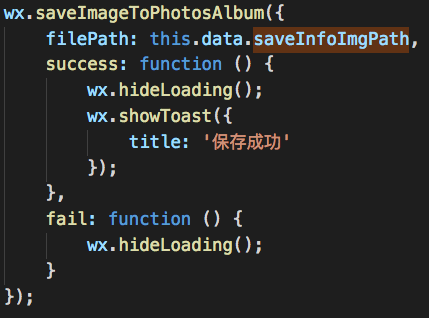 wx.saveImageToPhotosAlbum({
    filePath: this.data.saveInfoImgPath,
    success: function () {
        wx.hideLoading();
        wx.showToast({
            title: '保存成功'
        });
    },
    fail: function () {
        wx.hideLoading();
    }
});